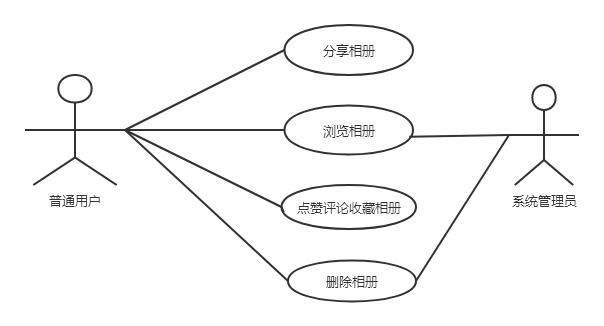 分享相册
浏览相册
点赞评论收藏相册
删除相册
普通用户
系统管理员